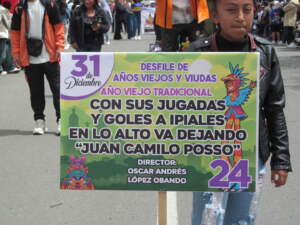 31
de
Diciembre
DESFILE DE
AÑOS VIEJOS Y VIUDAS
AÑO VIEJO TRADICIONAL
CON SUS JUGADAS
Y GOLES A IPIALES
EN LO ALTO VA DEJANDO
“JUAN CAMILO POSSO”
DIRECTOR:
OSCAR ANDRÉS
LÓPEZ OBANDO
24